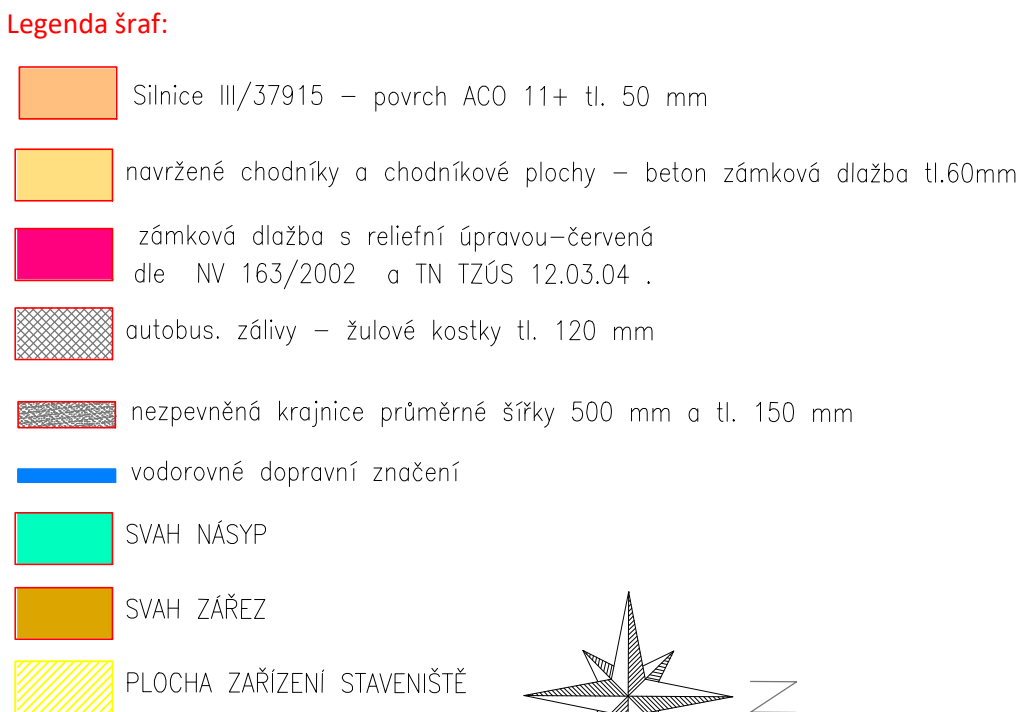 Legenda šraf:
Silnice III/37915 – povrch ACO 11+ tl. 50 mm
navržené chodníky a chodníkové plochy – beton zámková dlažba tl.60mm
zámková dlažba s reliefní úpravou–červená
dle NV 163/2002 a TN TZÚS 12.03.04 .
autobus. zálivy – žulové kostky tl. 120 mm
nezpevněná krajnice průměrné šířky 500 mm a tl. 150 mm
vodorovné dopravní značení
SVAH NÁSYP
SVAH ZÁŘEZ
PLOCHA ZAŘÍZENÍ STAVENIŠTĚ